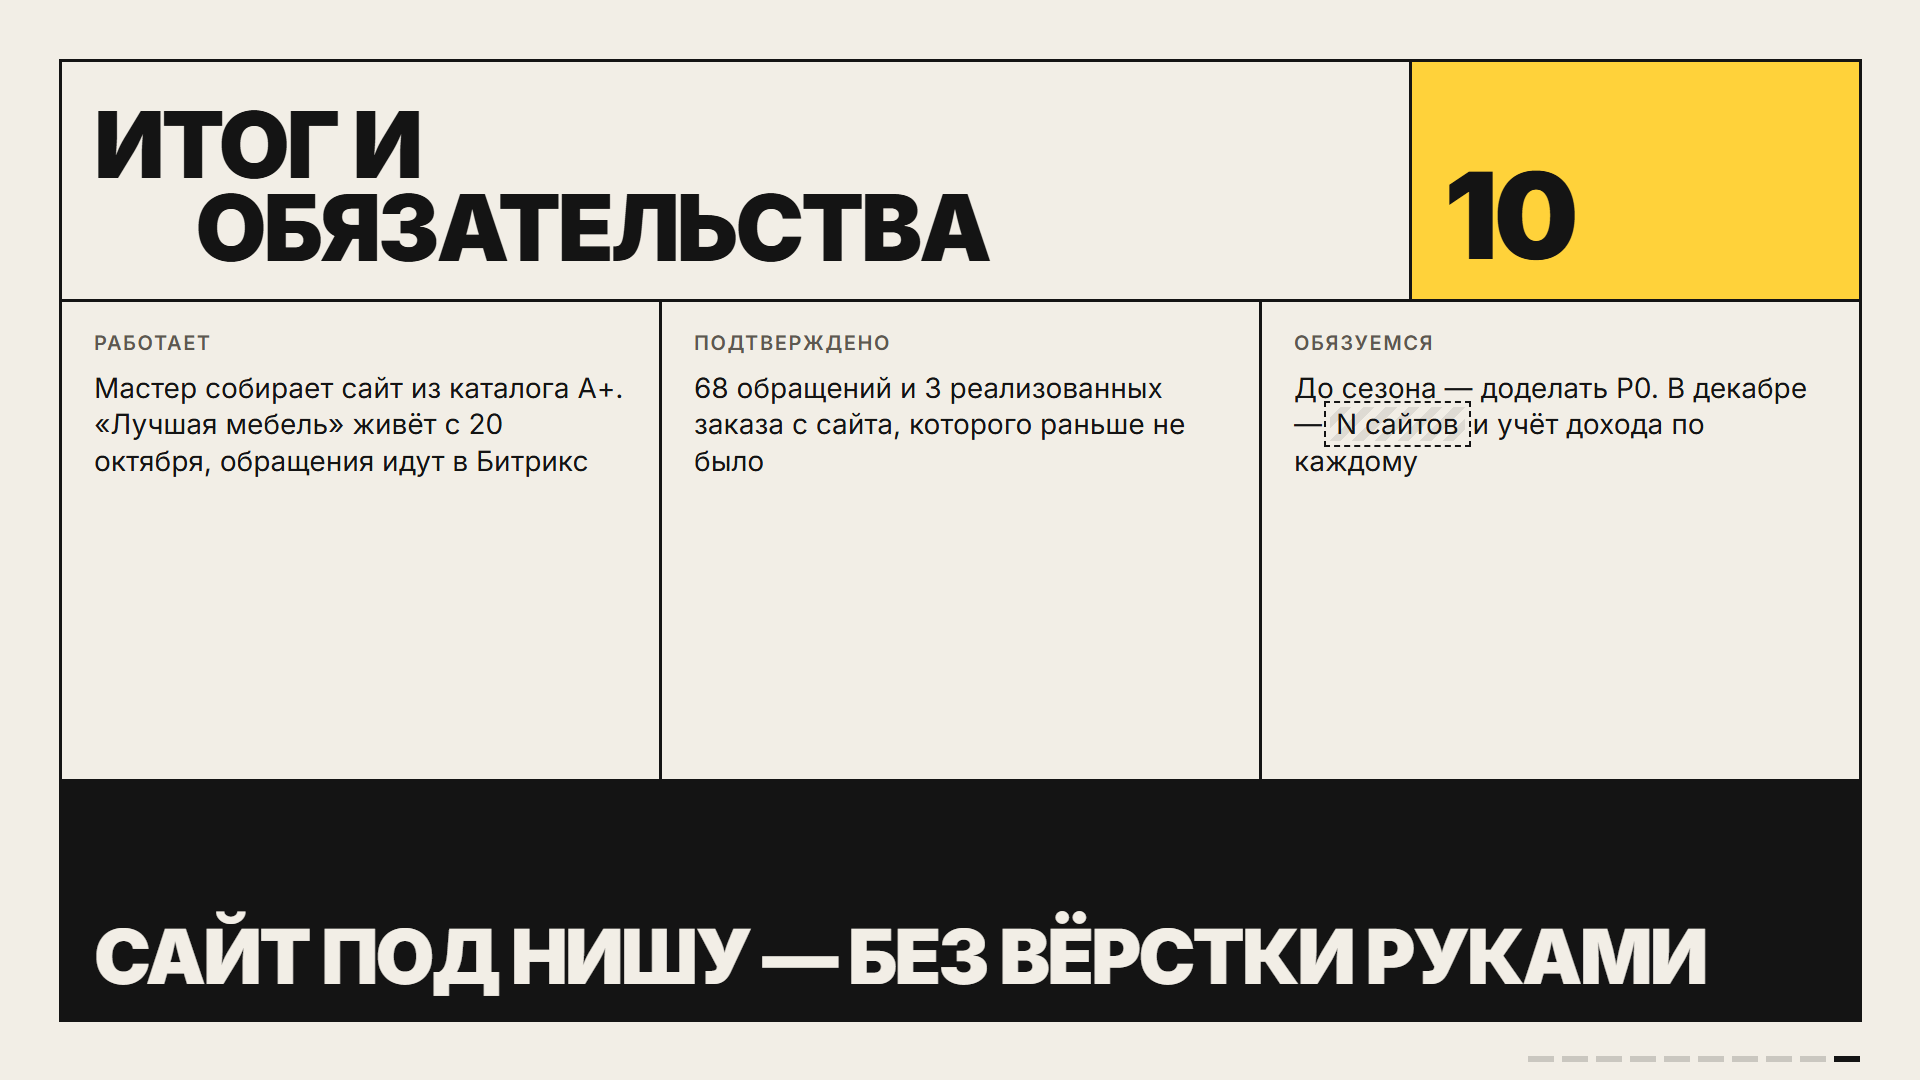 ИТОГ И
ОБЯЗАТЕЛЬСТВА
10
РАБОТАЕТ
Мастер собирает сайт из каталога А+.
«Лучшая мебель» живёт с 20
октября, обращения идут в Битрикс
ПОДТВЕРЖДЕНО
68 обращений и 3 реализованных
заказа с сайта, которого раньше не
было
ОБЯЗУЕМСЯ
До сезона — доделать P0. В декабре
— N сайтов и учёт дохода по
каждому
САЙТ ПОД НИШУ — БЕЗ ВЁРСТКИ РУКАМИ